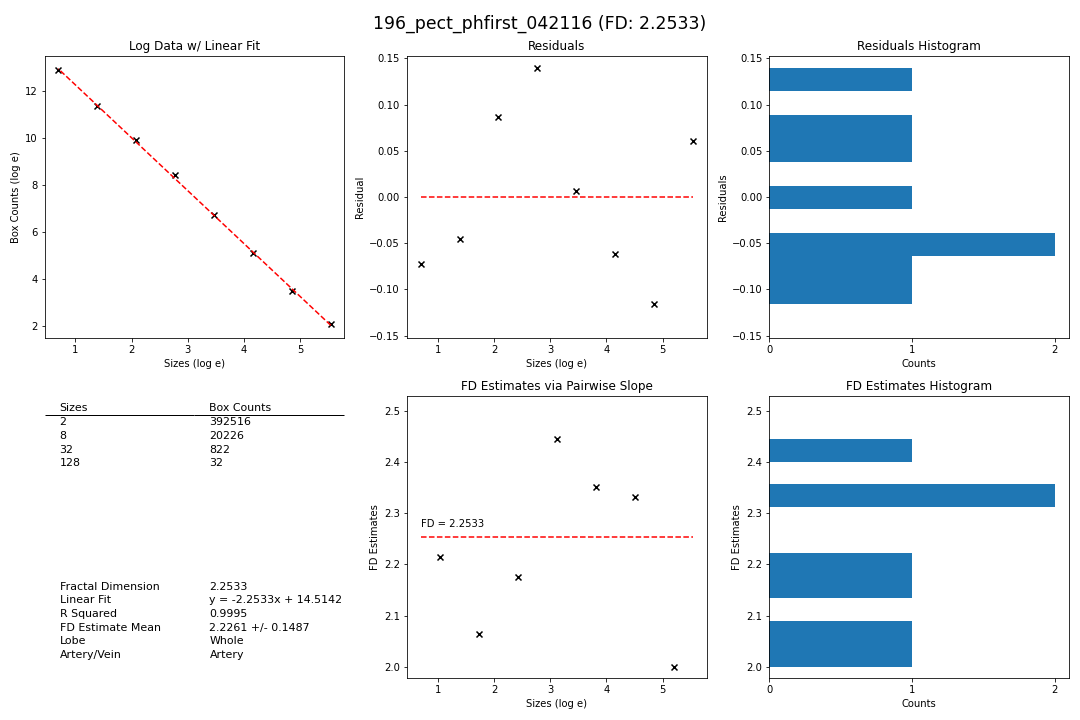 196_pect_phfirst_042116 (FD: 2.2533)
Log Data w/ Linear Fit
Box Counts (log e)
12
10
8
6
4
2
1 2 3 4 5
Sizes (log e)
Residuals
Residual
0.15
0.10
0.05
0.00
−0.05
−0.10
−0.15
1 2 3 4 5
Sizes (log e)
Residuals Histogram
Residuals
0.15
0.10
0.05
0.00
−0.05
−0.10
−0.15
0 1 2
Counts
Sizes Box Counts
2 392516
8 20226
32 822
128 32
Fractal Dimension 2.2533
Linear Fit y = -2.2533x + 14.5142
R Squared 0.9995
FD Estimate Mean 2.2261 +/- 0.1487
Lobe Whole
Artery/Vein Artery
FD Estimates via Pairwise Slope
FD Estimates
2.5
2.4
2.3
2.2
2.1
2.0
FD = 2.2533
1 2 3 4 5
Sizes (log e)
FD Estimates Histogram
FD Estimates
2.5
2.4
2.3
2.2
2.1
2.0
0 1 2
Counts